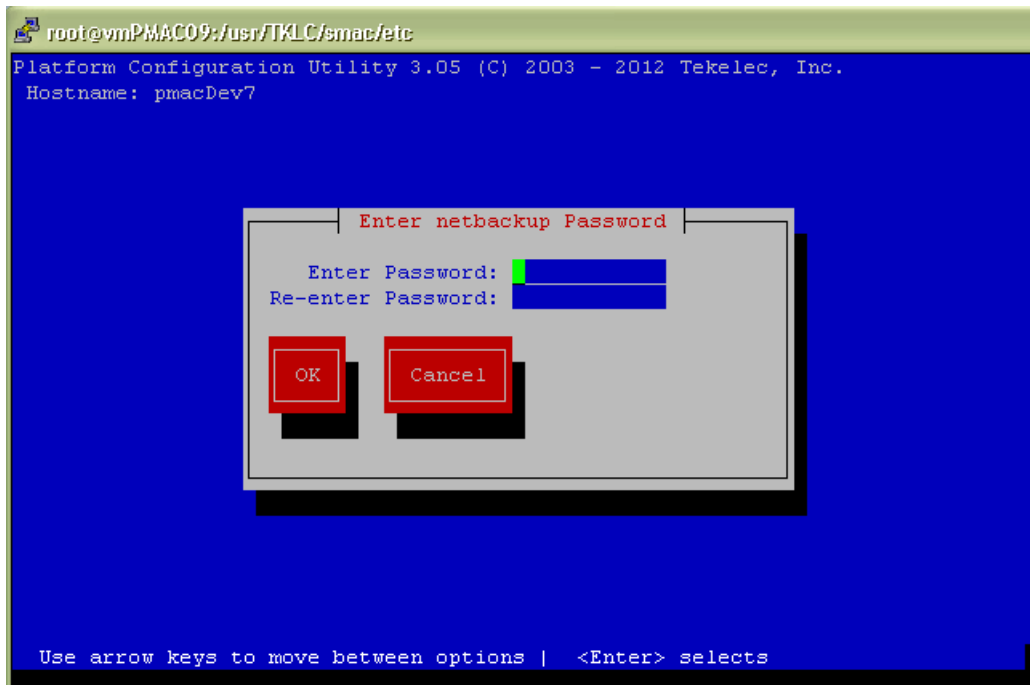 root@vmPMAC09:/usr/TKLC/smac/etc
Platform Configuration Utility 3.05 (C) 2003 - 2012 Tekelec, Inc.
Hostname: pmacDev7
Enter netbackup Password
Enter Password:
Re-enter Password:
OK Cancel
Use arrow keys to move between options | <Enter> selects